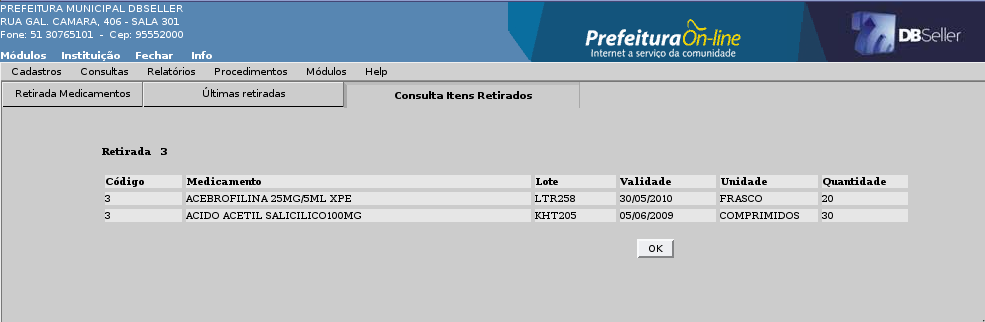 PREFEITURA MUNICIPAL DBSELLER
RUA GAL. CAMARA, 406 - SALA 301
Fone: 51 30765101 - Cep: 95552000
Módulos Instituição Fechar Info
Prefeitura On-line
Internet a serviço da comunidade
DBSeller
Cadastros Consultas Relatórios Procedimentos Módulos Help
Retirada Medicamentos Últimas retiradas Consulta Itens Retirados
Retirada 3
Código Medicamento Lote Validade Unidade Quantidade
3 ACEBROFILINA 25MG/5ML XPE LTR258 30/05/2010 FRASCO 20
3 ACIDO ACETIL SALICILICO100MG KHT205 05/06/2009 COMPRIMIDOS 30
OK